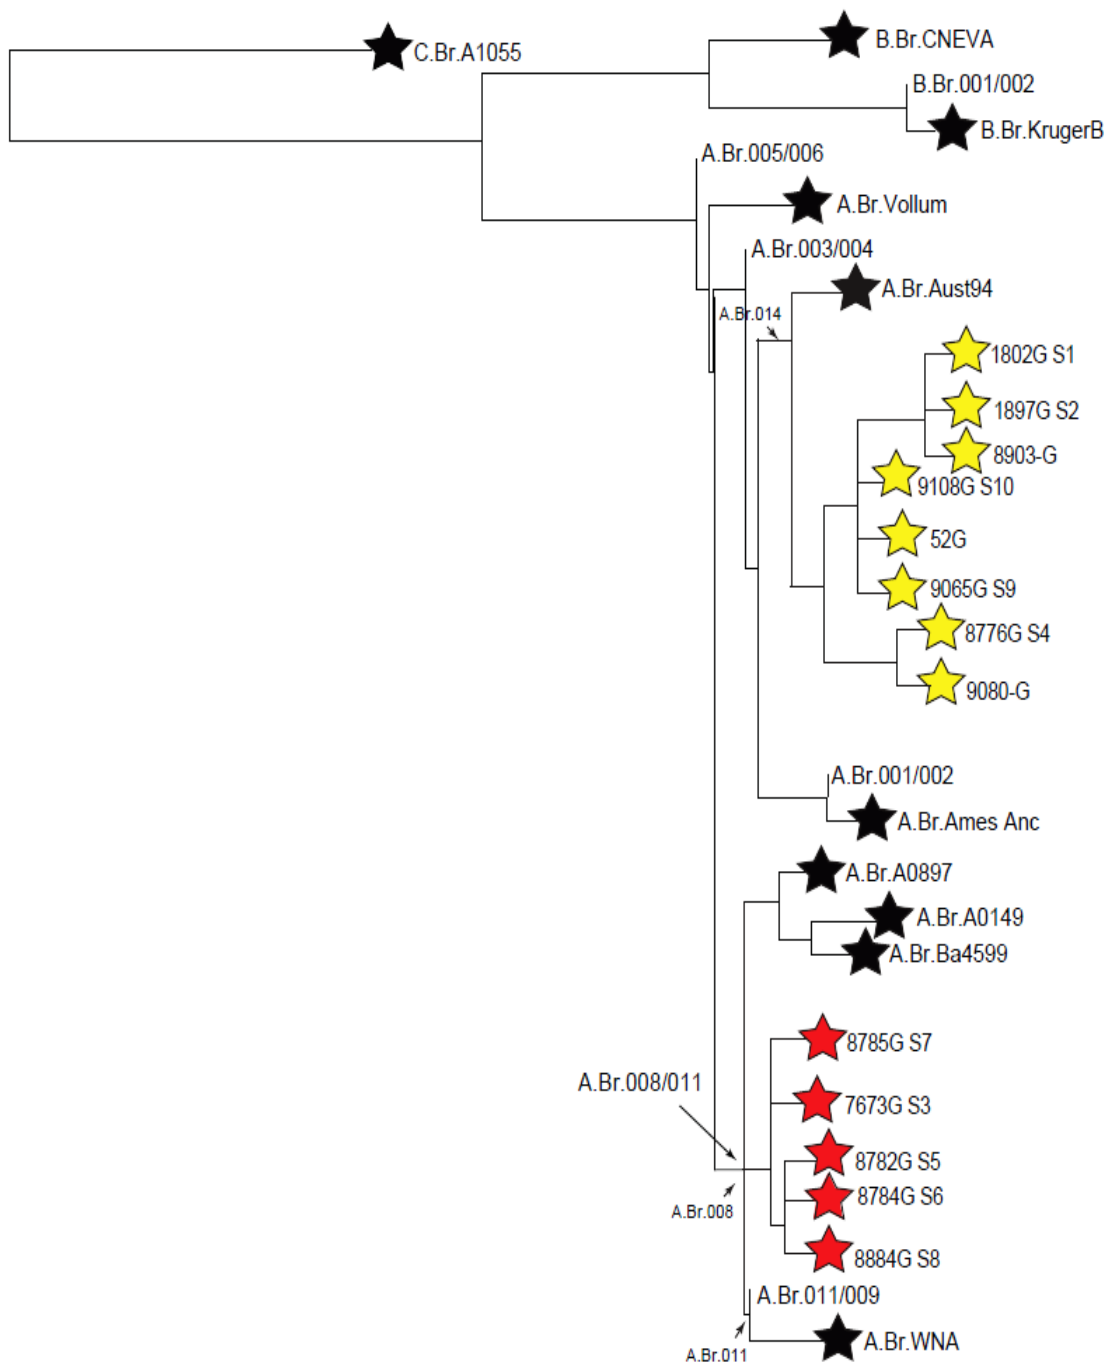 C.Br.A1055
B.Br.CNEVA
B.Br.001/002
B.Br.KrugerB
A.Br.005/006
A.Br.Vollum
A.Br.003/004
A.Br.Aust94
A.Br.014
1802G S1
1897G S2
8903-G
9108G S10
52G
9065G S9
8776G S4
9080-G
A.Br.001/002
A.Br.Ames Anc
A.Br.A0897
A.Br.A0149
A.Br.Ba4599
8785G S7
A.Br.008/011
7673G S3
8782G S5
8784G S6
A.Br.008
8884G S8
A.Br.011/009
A.Br.WNA
A.Br.011